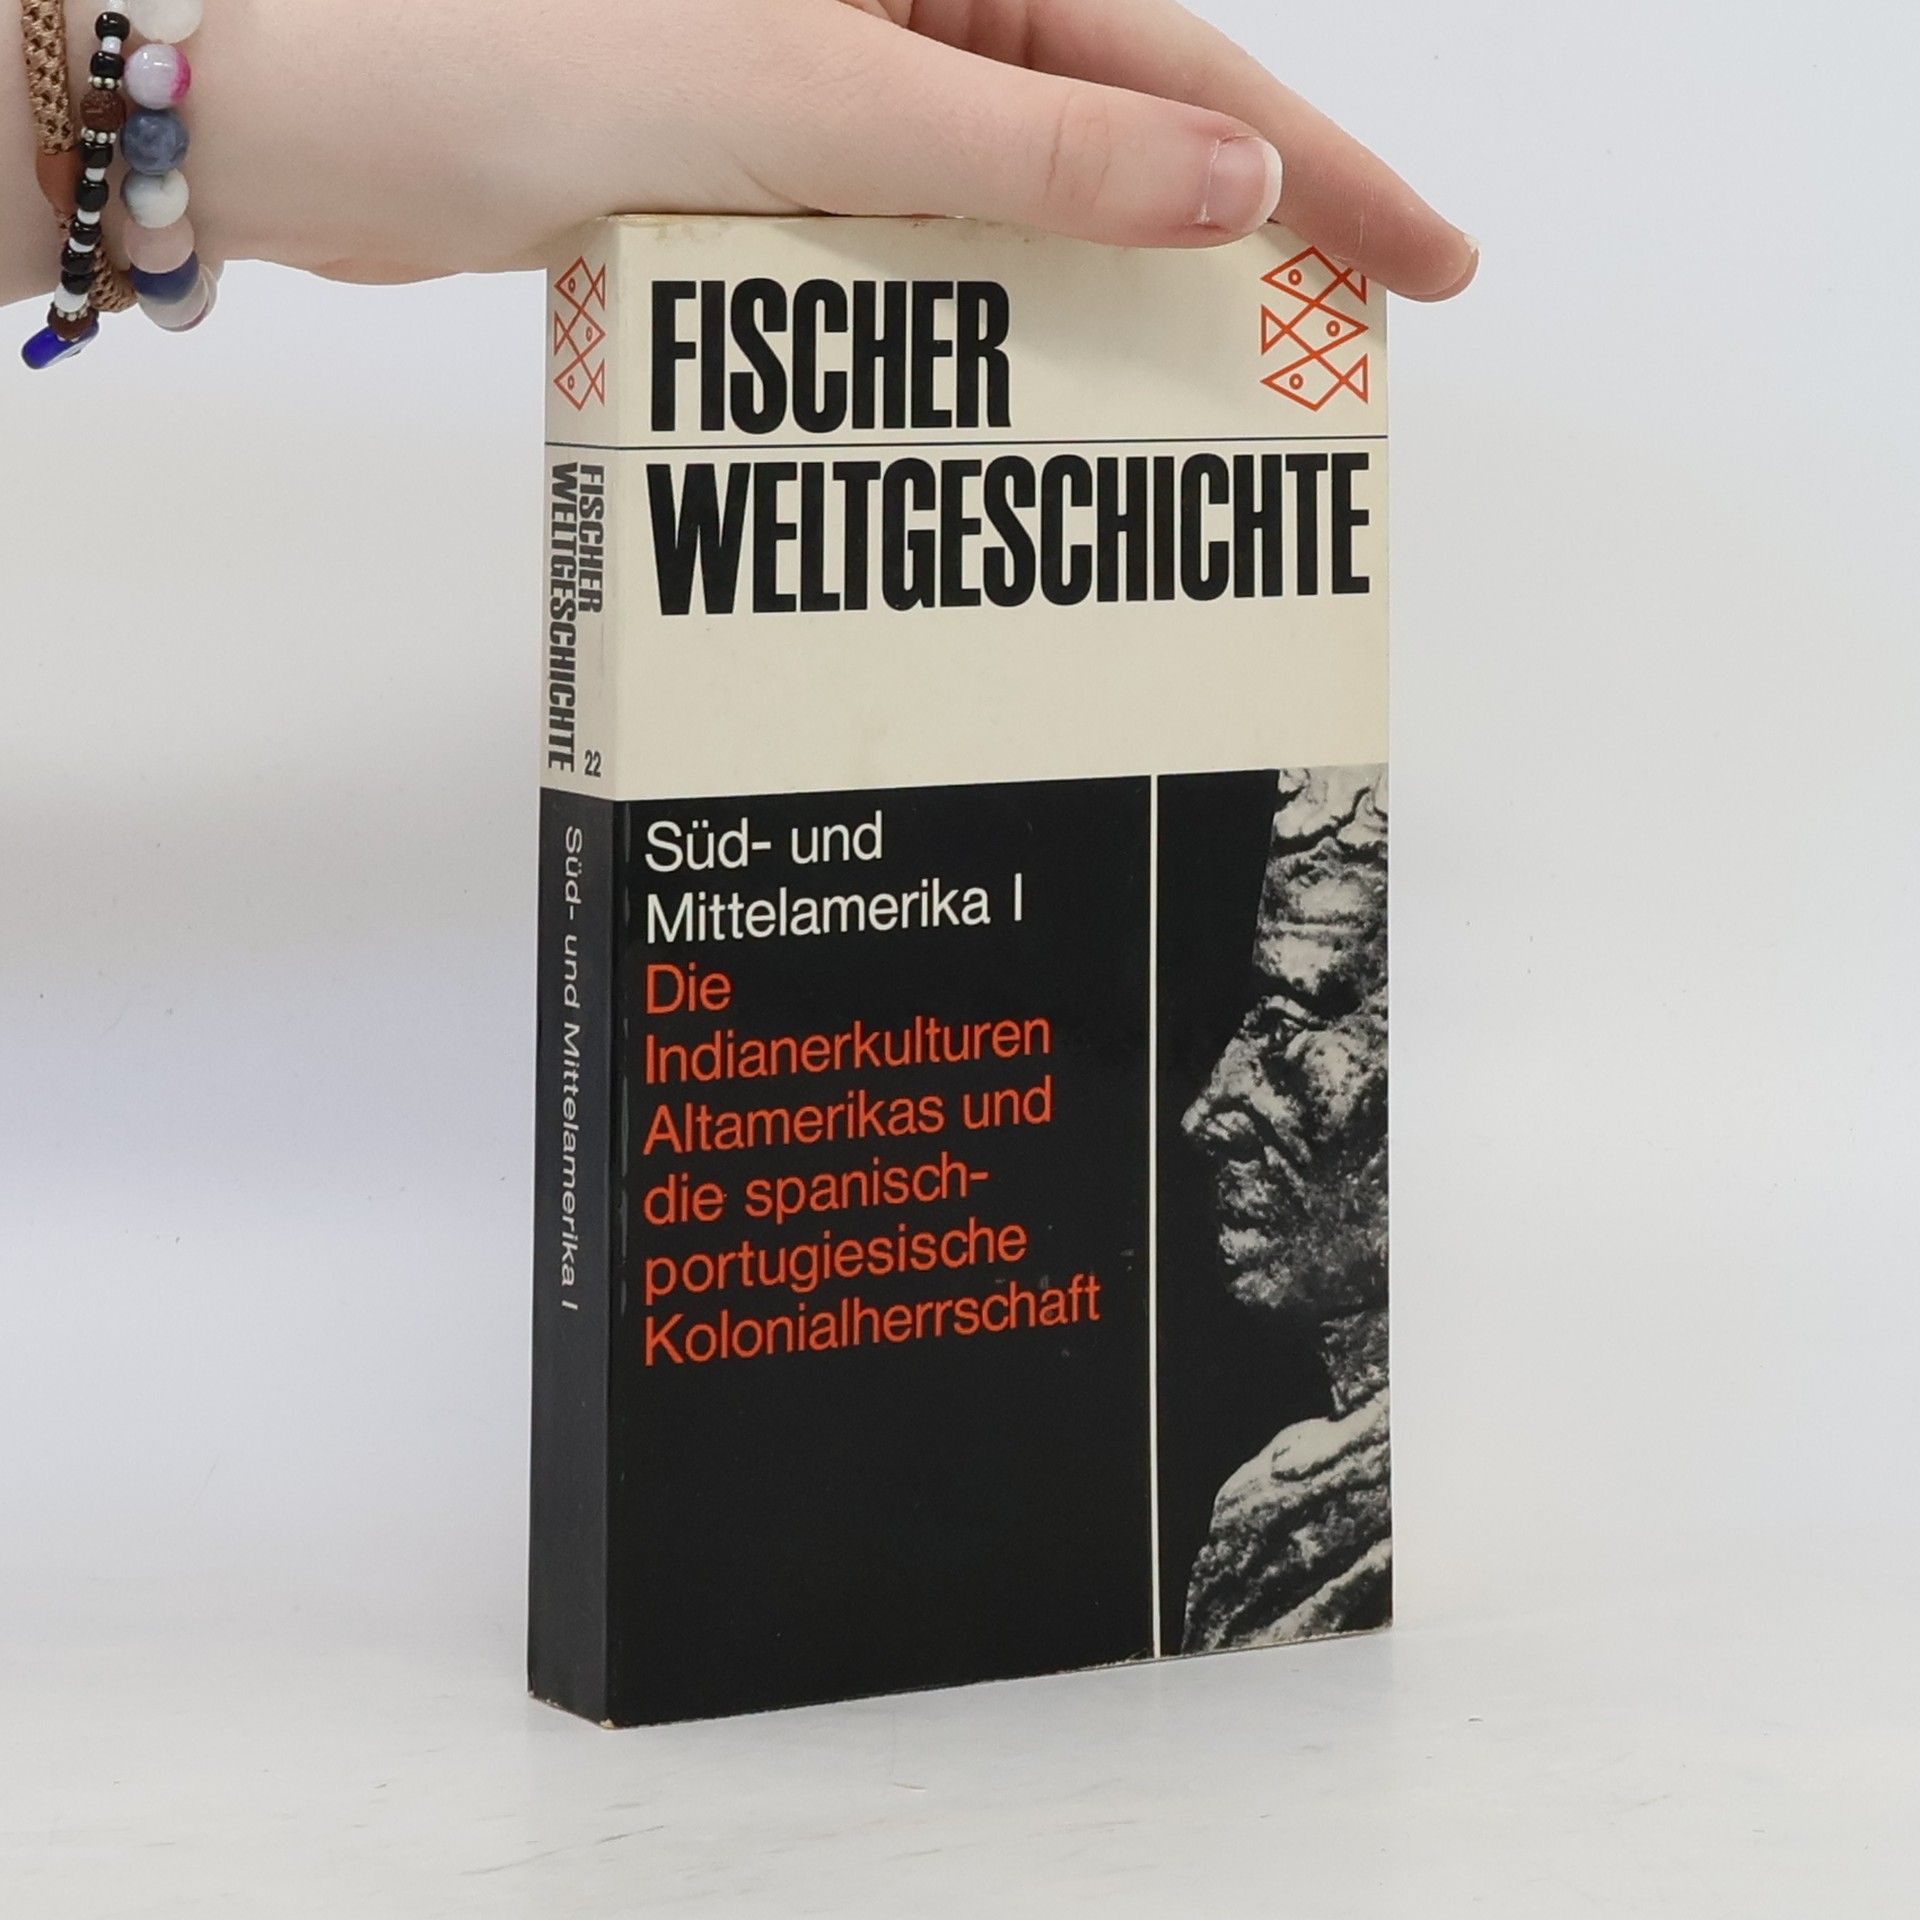 FISCHER
WELTGESCHICHTE
Süd- und
Mittelamerika I
Die
Indianerkulturen
Altamerikas und
die spanisch-
portugiesische
Kolonialherrschaft
FISCHER
WELTGESCHICHTE
22
Süd- und Mittelamerika I